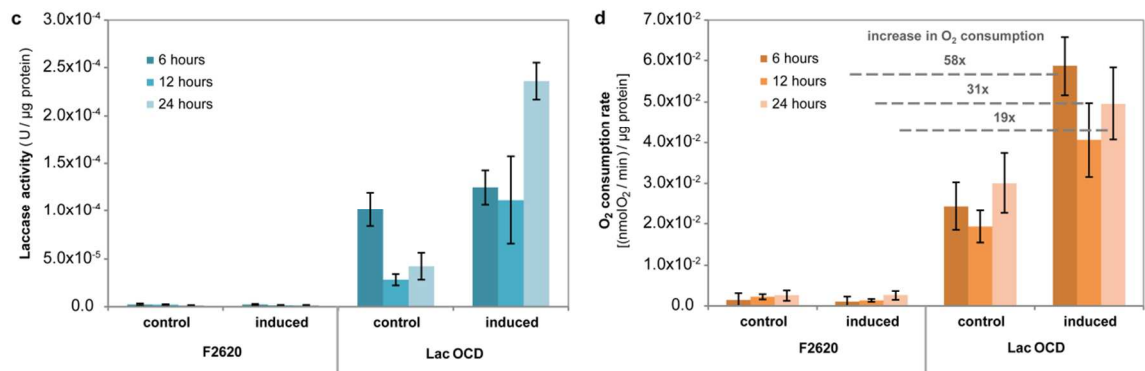 c
Laccase activity (U / µg protein)
3.0x10-4
2.5x10-4
2.0x10-4
1.5x10-4
1.0x10-4
5.0x10-5
0.0
6 hours
12 hours
24 hours
control
induced
control
induced
F2620
Lac OCD
d
O2 consumption rate
[(nmolO2 / min) / µg protein]
7.0x10-2
6.0x10-2
5.0x10-2
4.0x10-2
3.0x10-2
2.0x10-2
1.0x10-2
0.0
6 hours
12 hours
24 hours
increase in O2 consumption
58x
31x
19x
control
induced
control
induced
F2620
Lac OCD